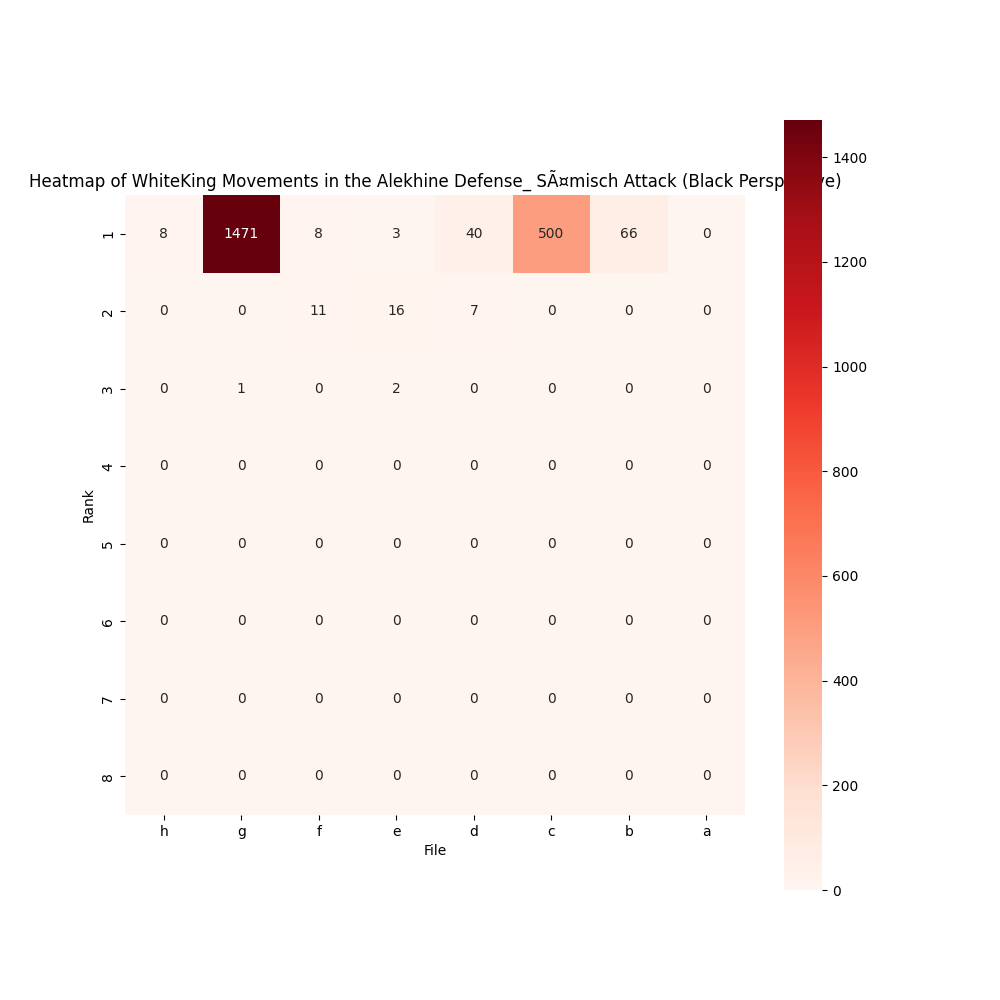 Heatmap of WhiteKing Movements in the Alekhine Defense_ SÃ¤misch Attack (Black Persp ve)
1 8 1471 8 3 40 500 66 0
2 0 0 11 16 7 0 0 0
3 0 1 0 2 0 0 0 0
4 0 0 0 0 0 0 0 0
5 0 0 0 0 0 0 0 0
6 0 0 0 0 0 0 0 0
7 0 0 0 0 0 0 0 0
8 0 0 0 0 0 0 0 0
h g f e d c b a
File
Rank
1400
1200
1000
800
600
400
200
0